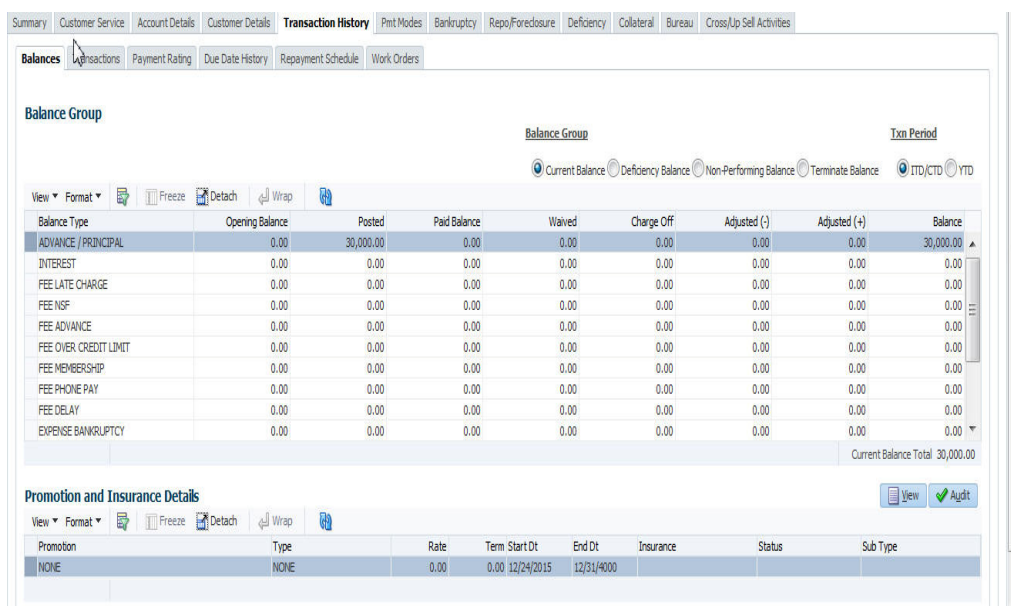 Summary Customer Service Account Details Customer Details Transaction History Pmt Modes Bankruptcy Repo/Foreclosure Deficiency Collateral Bureau Cross/Up Sell Activities
Balances Transactions Payment Rating Due Date History Repayment Schedule Work Orders
Balance Group
Balance Group Txn Period
Current Balance Deficiency Balance Non-Performing Balance Terminate Balance ITD/CTD YTD
View Format Freeze Detach Wrap
Balance Type Opening Balance Posted Paid Balance Waived Charge Off Adjusted (-) Adjusted (+) Balance
ADVANCE / PRINCIPAL 0.00 30,000.00 0.00 0.00 0.00 0.00 0.00 30,000.00
INTEREST 0.00 0.00 0.00 0.00 0.00 0.00 0.00 0.00
FEE LATE CHARGE 0.00 0.00 0.00 0.00 0.00 0.00 0.00 0.00
FEE NSF 0.00 0.00 0.00 0.00 0.00 0.00 0.00 0.00
FEE ADVANCE 0.00 0.00 0.00 0.00 0.00 0.00 0.00 0.00
FEE OVER CREDIT LIMIT 0.00 0.00 0.00 0.00 0.00 0.00 0.00 0.00
FEE MEMBERSHIP 0.00 0.00 0.00 0.00 0.00 0.00 0.00 0.00
FEE PHONE PAY 0.00 0.00 0.00 0.00 0.00 0.00 0.00 0.00
FEE DELAY 0.00 0.00 0.00 0.00 0.00 0.00 0.00 0.00
EXPENSE BANKRUPTCY 0.00 0.00 0.00 0.00 0.00 0.00 0.00 0.00
Current Balance Total 30,000.00
Promotion and Insurance Details View Audit
View Format Freeze Detach Wrap
Promotion Type Rate Term Start Dt End Dt Insurance Status Sub Type
NONE NONE 0.00 0.00 12/24/2015 12/31/4000